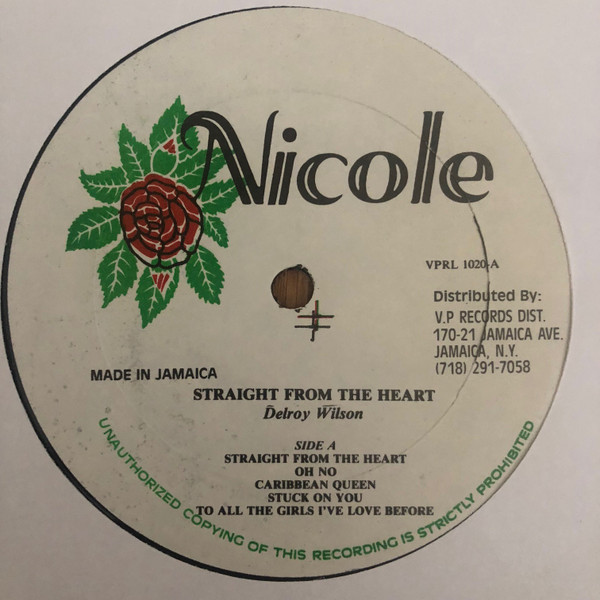 Nicole
VPRL 1020-A
Distributed By:
V.P RECORDS DIST.
170-21 JAMAICA AVE.
JAMAICA, N.Y.
(718) 291-7058
MADE IN JAMAICA
STRAIGHT FROM THE HEART
Delroy Wilson
SIDE A
STRAIGHT FROM THE HEART
OH NO
CARIBBEAN QUEEN
STUCK ON YOU
TO ALL THE GIRLS I'VE LOVE BEFORE
UNAUTHORIZED COPYING OF THIS RECORDING IS STRICTLY PROHIBITED